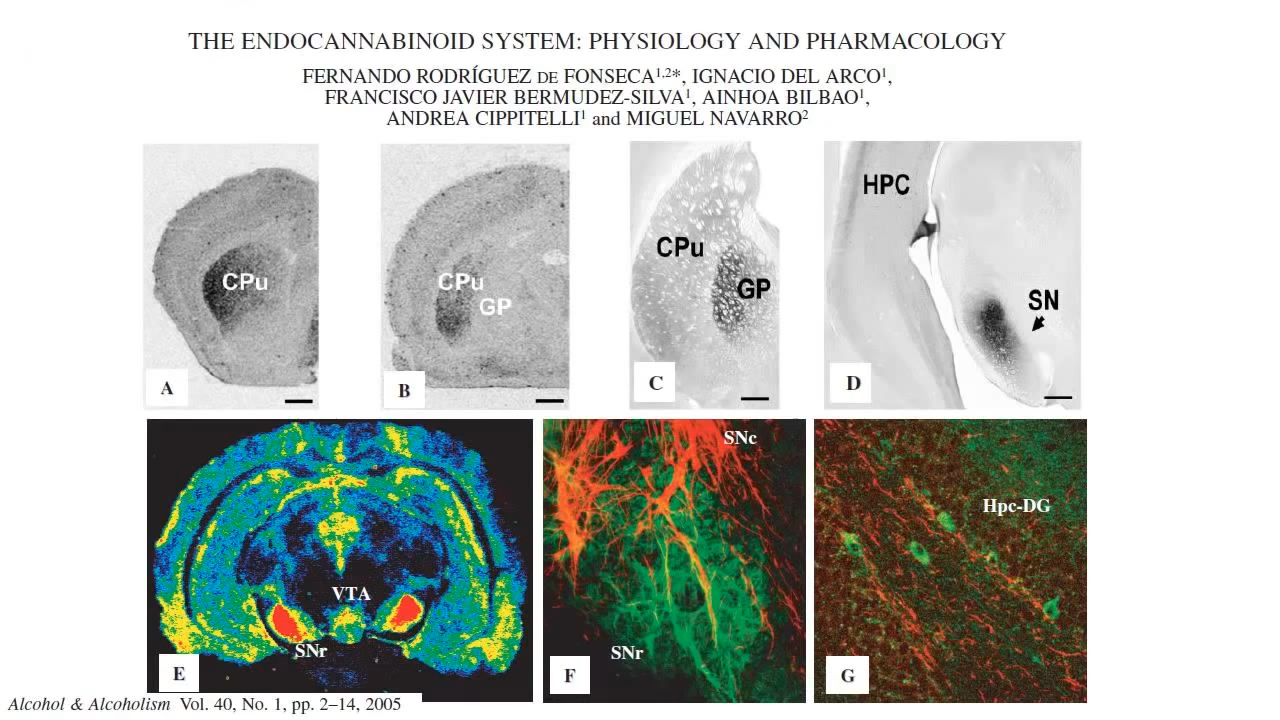 THE ENDOCANNABINOID SYSTEM: PHYSIOLOGY AND PHARMACOLOGY
FERNANDO RODRÍGUEZ DE FONSECA1,2*, IGNACIO DEL ARCO1,
FRANCISCO JAVIER BERMUDEZ-SILVA1, AINHOA BILBAO1,
ANDREA CIPPITELLI1 and MIGUEL NAVARRO2
CPu
A
CPu
GP
B
CPu
GP
C
HPC
SN
D
VTA
SNr
E
SNc
SNr
F
Hpc-DG
G
Alcohol & Alcoholism Vol. 40, No. 1, pp. 2–14, 2005